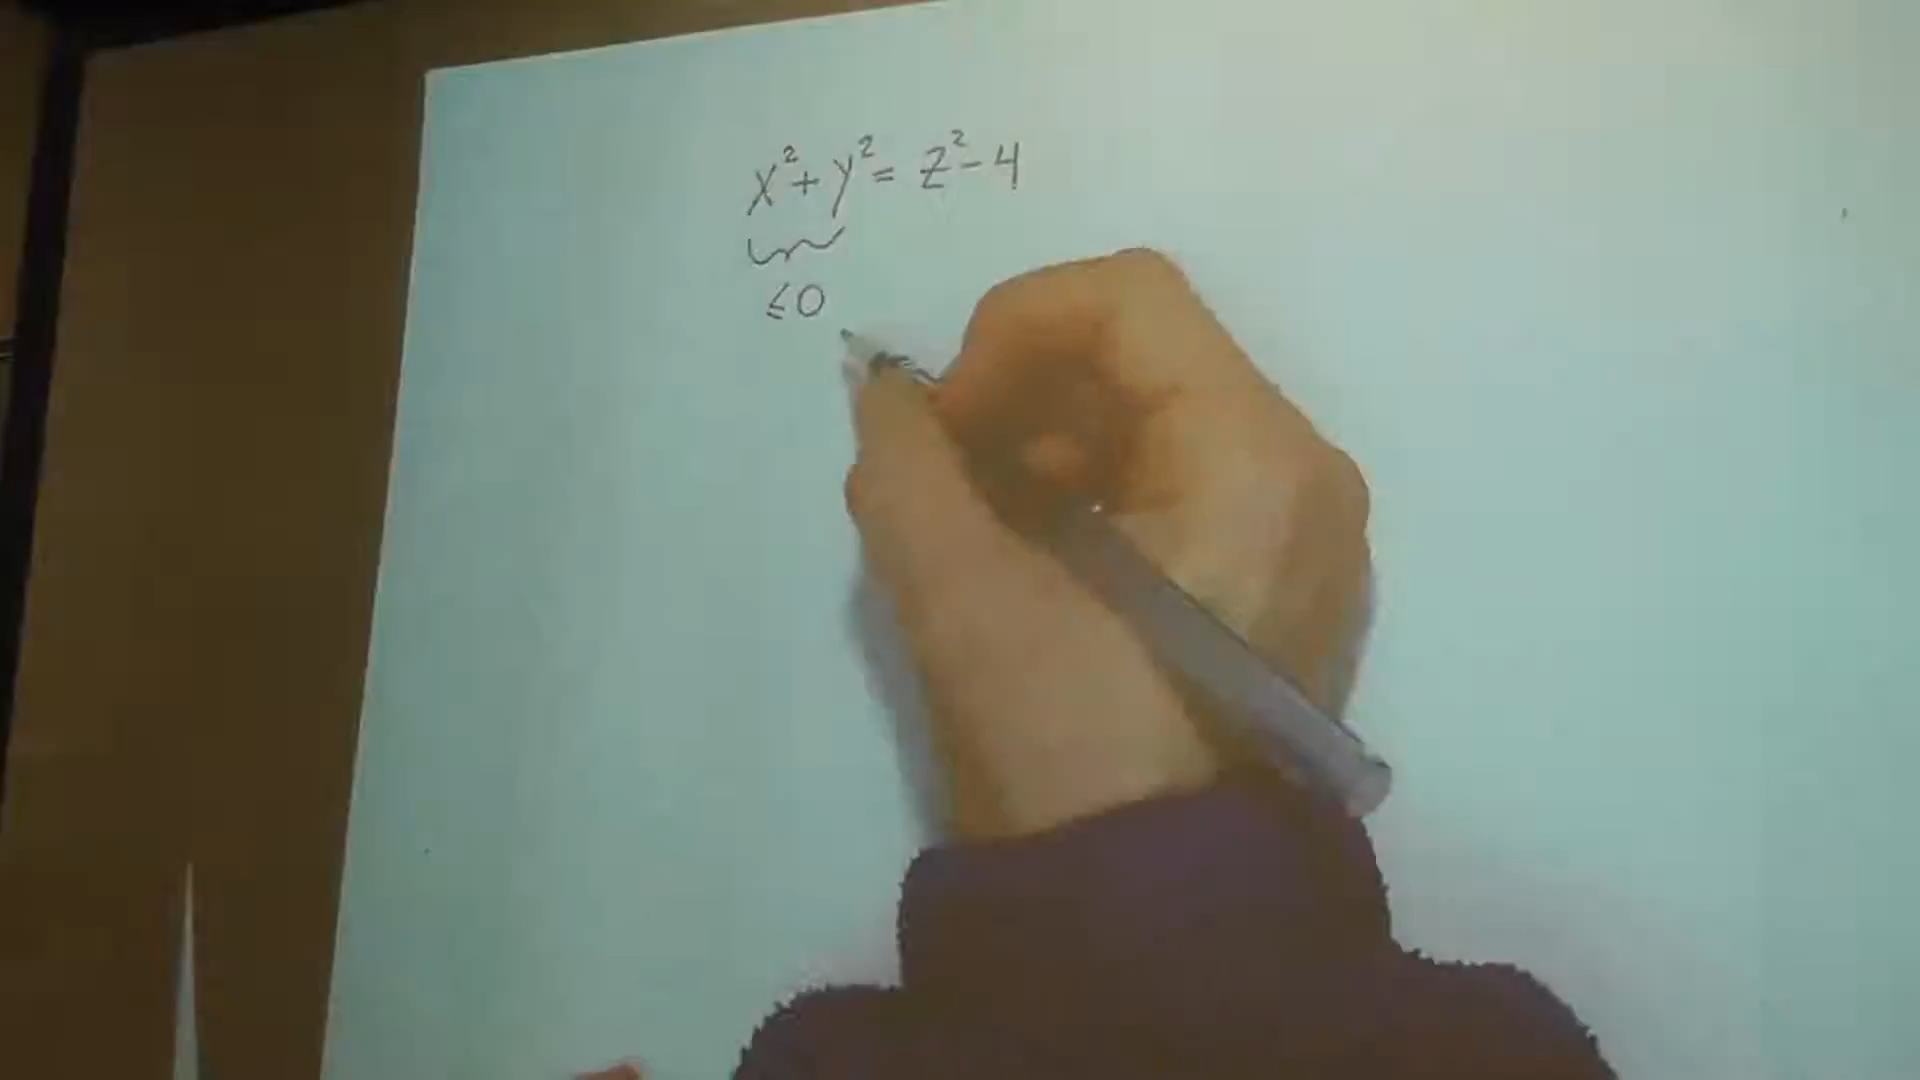 x² + y² = z² - 4
≤ 0